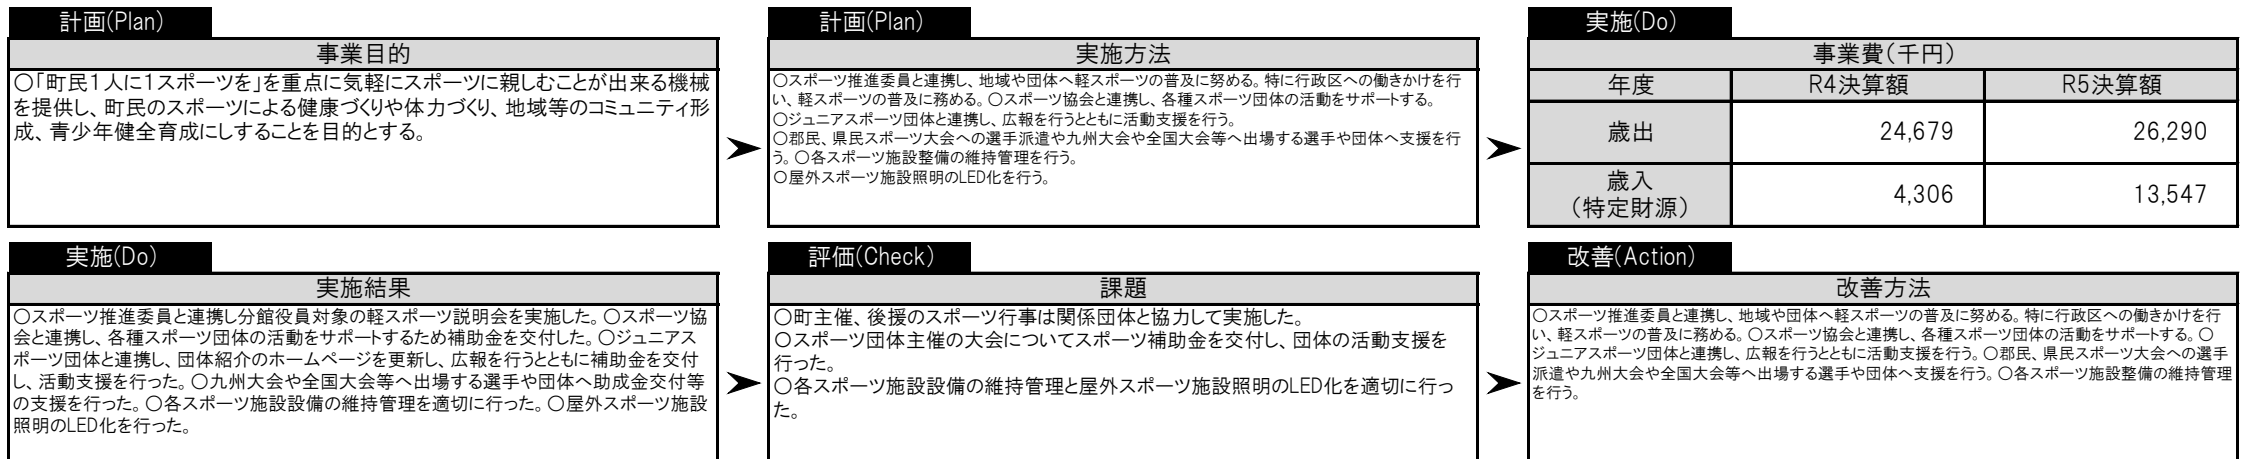 計画(Plan)
事業目的
○「町民１人に１スポーツを」を重点に気軽にスポーツに親しむことが出来る機械
を提供し、町民のスポーツによる健康づくりや体力づくり、地域等のコミュニティ形
成、青少年健全育成にしすることを目的とする。
計画(Plan)
実施方法
○スポーツ推進委員と連携し、地域や団体へ軽スポーツの普及に努める。特に行政区への働きかけを行
い、軽スポーツの普及に務める。○スポーツ協会と連携し、各種スポーツ団体の活動をサポートする。
○ジュニアスポーツ団体と連携し、広報を行うとともに活動支援を行う。
○郡民、県民スポーツ大会への選手派遣や九州大会や全国大会等へ出場する選手や団体へ支援を行
う。○各スポーツ施設整備の維持管理を行う。
○屋外スポーツ施設照明のLED化を行う。
実施(Do)
事業費(千円)
年度 R4決算額 R5決算額
歳出 24,679 26,290
歳入
（特定財源） 4,306 13,547
実施(Do)
実施結果
○スポーツ推進委員と連携し分館役員対象の軽スポーツ説明会を実施した。○スポーツ協
会と連携し、各種スポーツ団体の活動をサポートするため補助金を交付した。○ジュニアス
ポーツ団体と連携し、団体紹介のホームページを更新し、広報を行うとともに補助金を交付
し、活動支援を行った。○九州大会や全国大会等へ出場する選手や団体へ助成金交付等
の支援を行った。○各スポーツ施設設備の維持管理を適切に行った。○屋外スポーツ施設
照明のLED化を行った。
評価(Check)
課題
○町主催、後援のスポーツ行事は関係団体と協力して実施した。
○スポーツ団体主催の大会についてスポーツ補助金を交付し、団体の活動支援を
行った。
○各スポーツ施設設備の維持管理と屋外スポーツ施設照明のLED化を適切に行っ
た。
改善(Action)
改善方法
○スポーツ推進委員と連携し、地域や団体へ軽スポーツの普及に努める。特に行政区への働きかけを行
い、軽スポーツの普及に務める。○スポーツ協会と連携し、各種スポーツ団体の活動をサポートする。○
ジュニアスポーツ団体と連携し、広報を行うとともに活動支援を行う。○郡民、県民スポーツ大会への選手
派遣や九州大会や全国大会等へ出場する選手や団体へ支援を行う。○各スポーツ施設整備の維持管理
を行う。